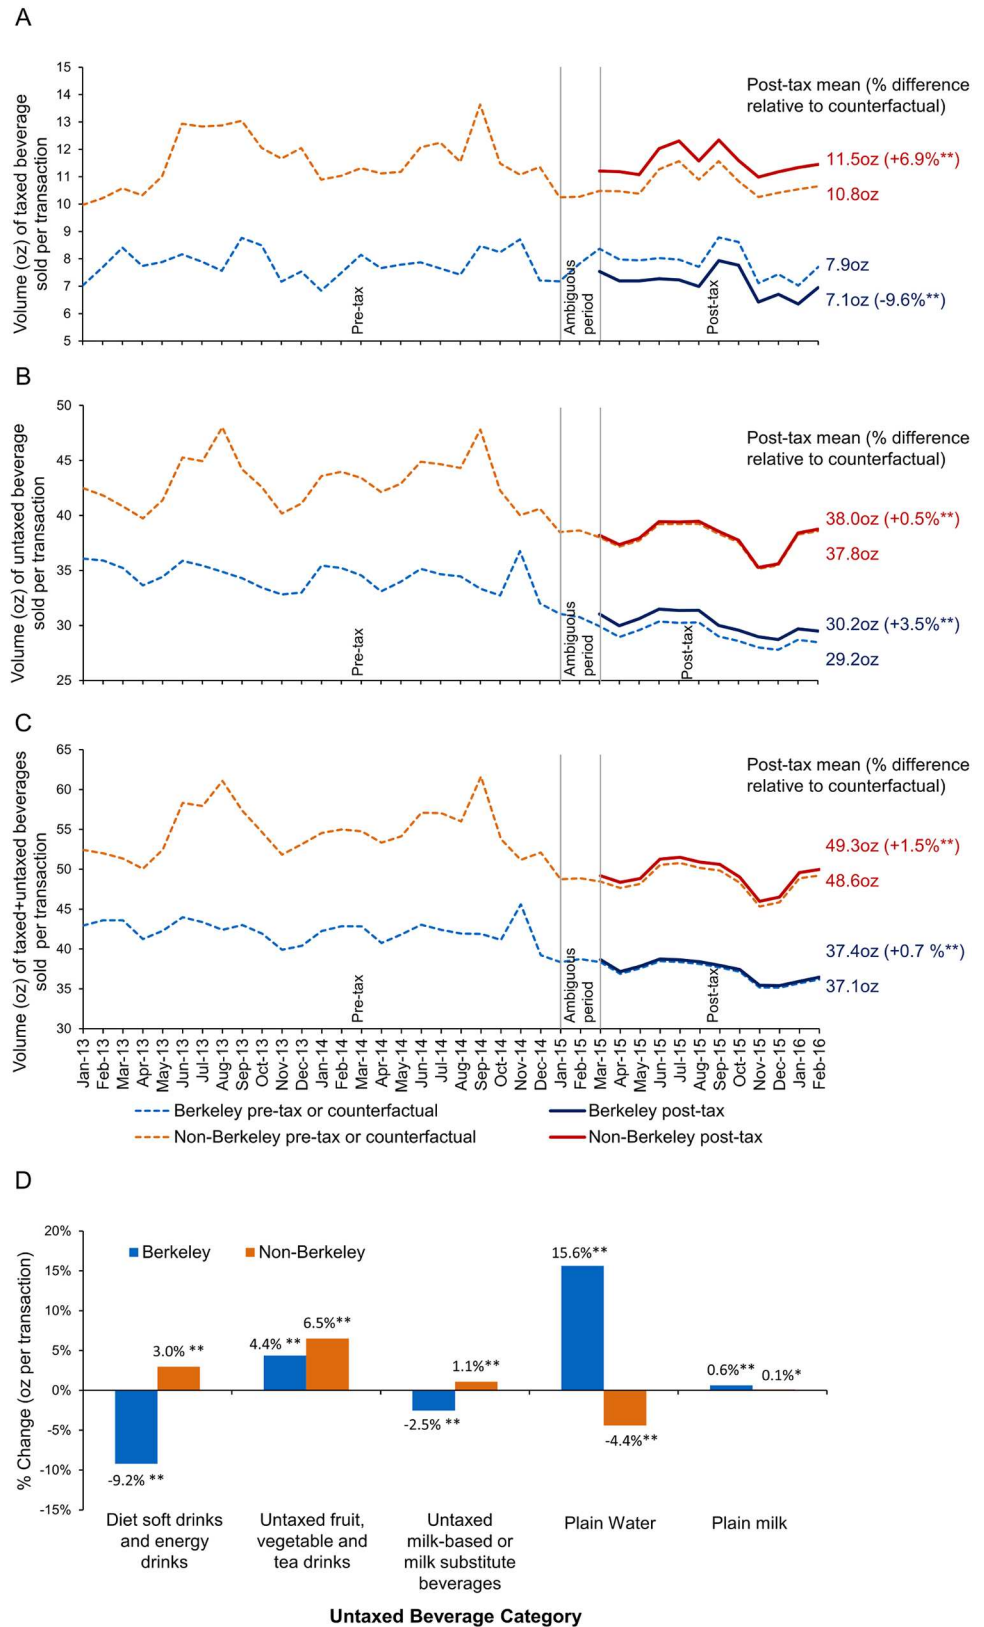 A
Volume (oz) of taxed beverage
sold per transaction
15
14
13
12
11
10
9
8
7
6
5
Pre-tax
Ambiguous
period
Post-tax
Post-tax mean (% difference
relative to counterfactual)
11.5oz (+6.9%**)
10.8oz
7.9oz
7.1oz (-9.6%**)
B
Volume (oz) of untaxed beverage
sold per transaction
50
45
40
35
30
25
Pre-tax
Ambiguous
period
Post-tax
Post-tax mean (% difference
relative to counterfactual)
38.0oz (+0.5%**)
37.8oz
30.2oz (+3.5%**)
29.2oz
C
Volume (oz) of taxed+untaxed beverages
sold per transaction
65
60
55
50
45
40
35
30
Pre-tax
Ambiguous
period
Post-tax
Post-tax mean (% difference
relative to counterfactual)
49.3oz (+1.5%**)
48.6oz
37.4oz (+0.7 %**)
37.1oz
Jan-13
Feb-13
Mar-13
Apr-13
May-13
Jun-13
Jul-13
Aug-13
Sep-13
Oct-13
Nov-13
Dec-13
Jan-14
Feb-14
Mar-14
Apr-14
May-14
Jun-14
Jul-14
Aug-14
Sep-14
Oct-14
Nov-14
Dec-14
Jan-15
Feb-15
Mar-15
Apr-15
May-15
Jun-15
Jul-15
Aug-15
Sep-15
Oct-15
Nov-15
Dec-15
Jan-16
Feb-16
Berkeley pre-tax or counterfactual
Berkeley post-tax
Non-Berkeley pre-tax or counterfactual
Non-Berkeley post-tax
D
% Change (oz per transaction)
20%
15%
10%
5%
0%
-5%
-10%
-15%
Berkeley
Non-Berkeley
-9.2% **
3.0% **
4.4% **
6.5%**
-2.5% **
1.1%**
15.6%**
-4.4%**
0.6%**
0.1%*
Diet soft drinks
and energy
drinks
Untaxed fruit,
vegetable and
tea drinks
Untaxed
milk-based or
milk substitute
beverages
Plain Water
Plain milk
Untaxed Beverage Category